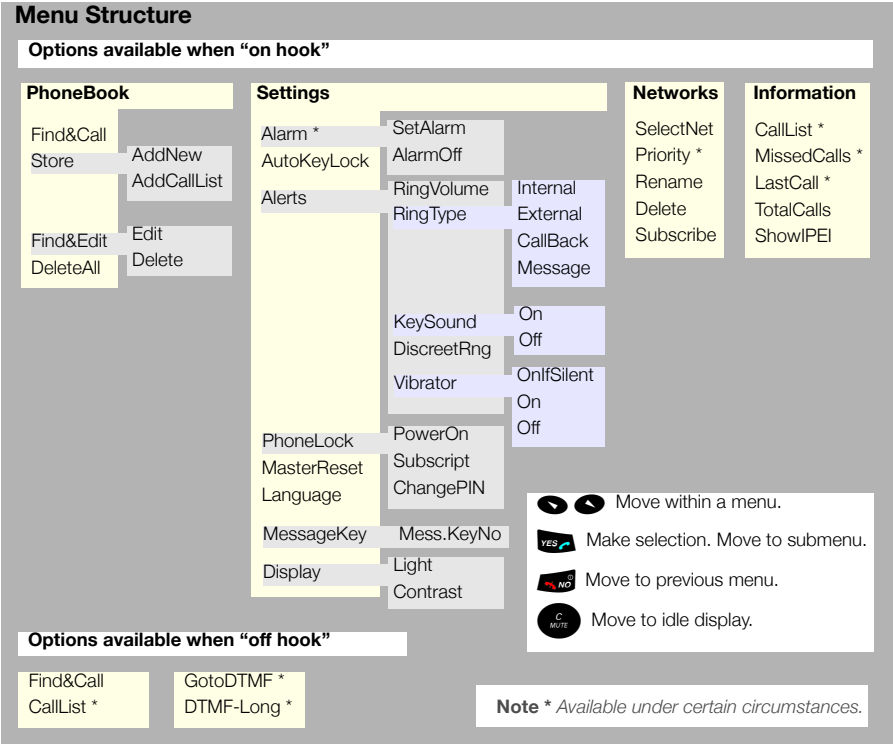 Menu Structure
Options available when “on hook”
PhoneBook
Find&Call
Store
AddNew
AddCallList
Find&Edit
Edit
Delete
DeleteAll
Settings
Alarm *
SetAlarm
AlarmOff
AutoKeyLock
Alerts
RingVolume
RingType
Internal
External
CallBack
Message
KeySound
On
Off
DiscreetRng
Vibrator
OnIfSilent
On
Off
PhoneLock
PowerOn
Subscript
ChangePIN
MasterReset
Language
MessageKey
Mess.KeyNo
Display
Light
Contrast
Networks
SelectNet
Priority *
Rename
Delete
Subscribe
Information
CallList *
MissedCalls *
LastCall *
TotalCalls
ShowIPEI
Move within a menu.
YES Make selection. Move to submenu.
NO Move to previous menu.
C
MUTE
Move to idle display.
Options available when “off hook”
Find&Call
CallList *
GotoDTMF *
DTMF-Long *
Note * Available under certain circumstances.